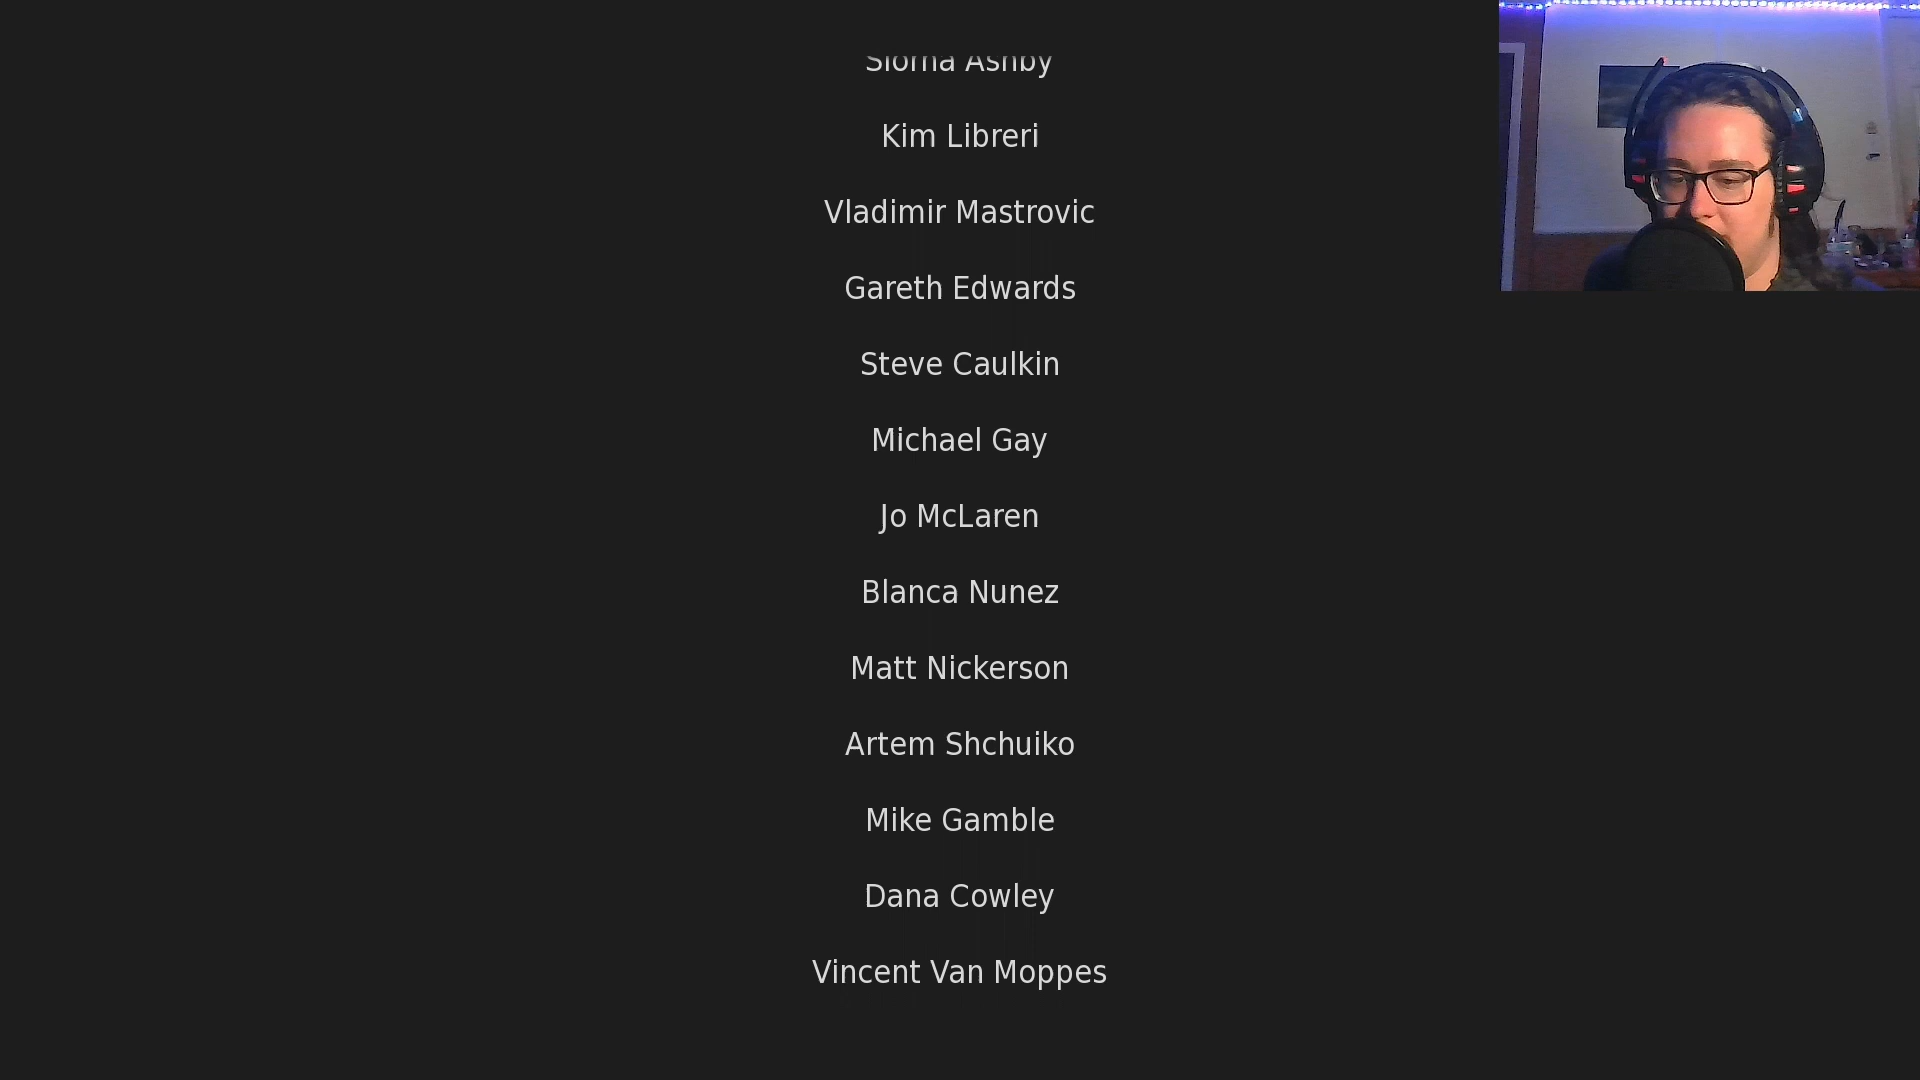 Ashby
Kim Libreri
Vladimir Mastrovic
Gareth Edwards
Steve Caulkin
Michael Gay
Jo McLaren
Blanca Nunez
Matt Nickerson
Artem Shchuiko
Mike Gamble
Dana Cowley
Vincent Van Moppes